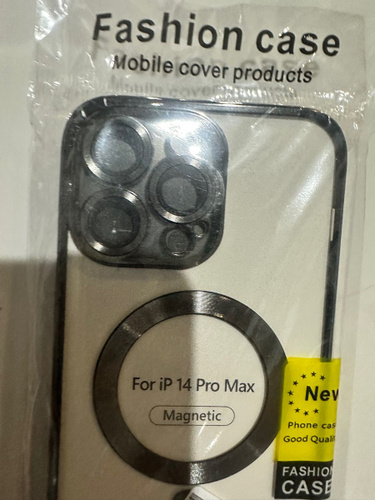 Fashion case
Mobile cover products
For iP 14 Pro Max
Magnetic
New
Phone cas
Good Quali
FASHION
CASE